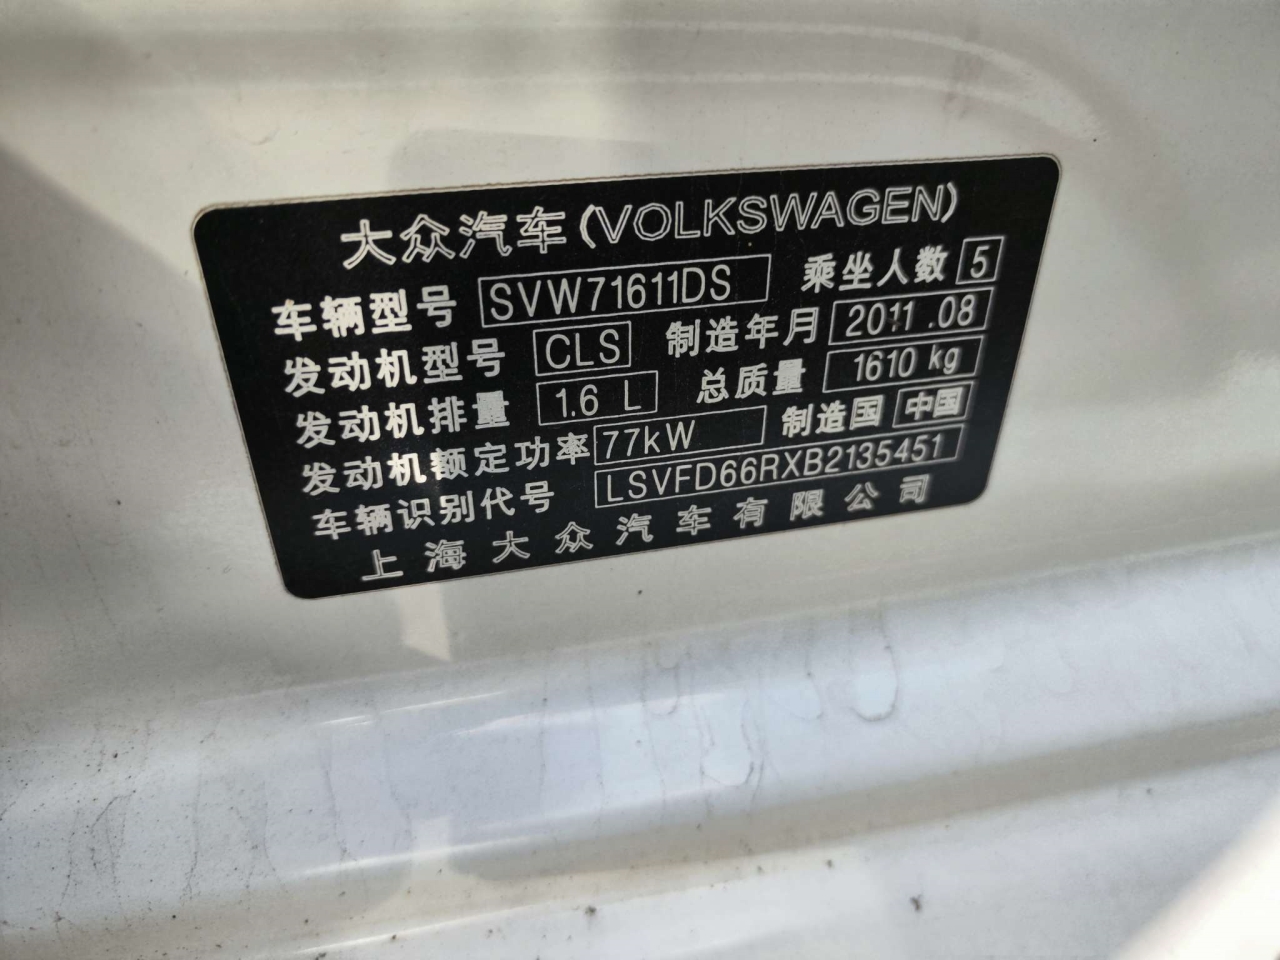 大众汽车(VOLKSWAGEN)
车辆型号 SVW71611DS 乘坐人数 5
发动机型号 CLS 制造年月 2011.08
发动机排量 1.6 L 总质量 1610 kg
发动机额定功率 77kW 制造国 中国
车辆识别代号 LSVFD66RXB2135451
上海大众汽车有限公司